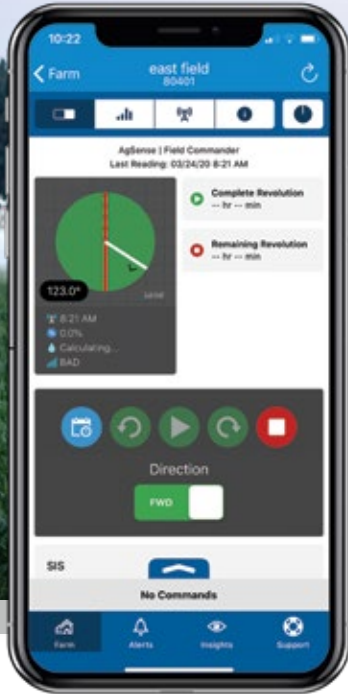 10:22
Farm
east field
80401
AgSense | Field Commander
Last Reading: 03/24/20 8:21 AM
Complete Revolution
-- hr -- min
Remaining Revolution
-- hr -- min
123.0°
8:21 AM
0.0%
Calculating...
BAD
Direction
FWD
SIS
No Commands
Farm
Alerts
Insights
Support